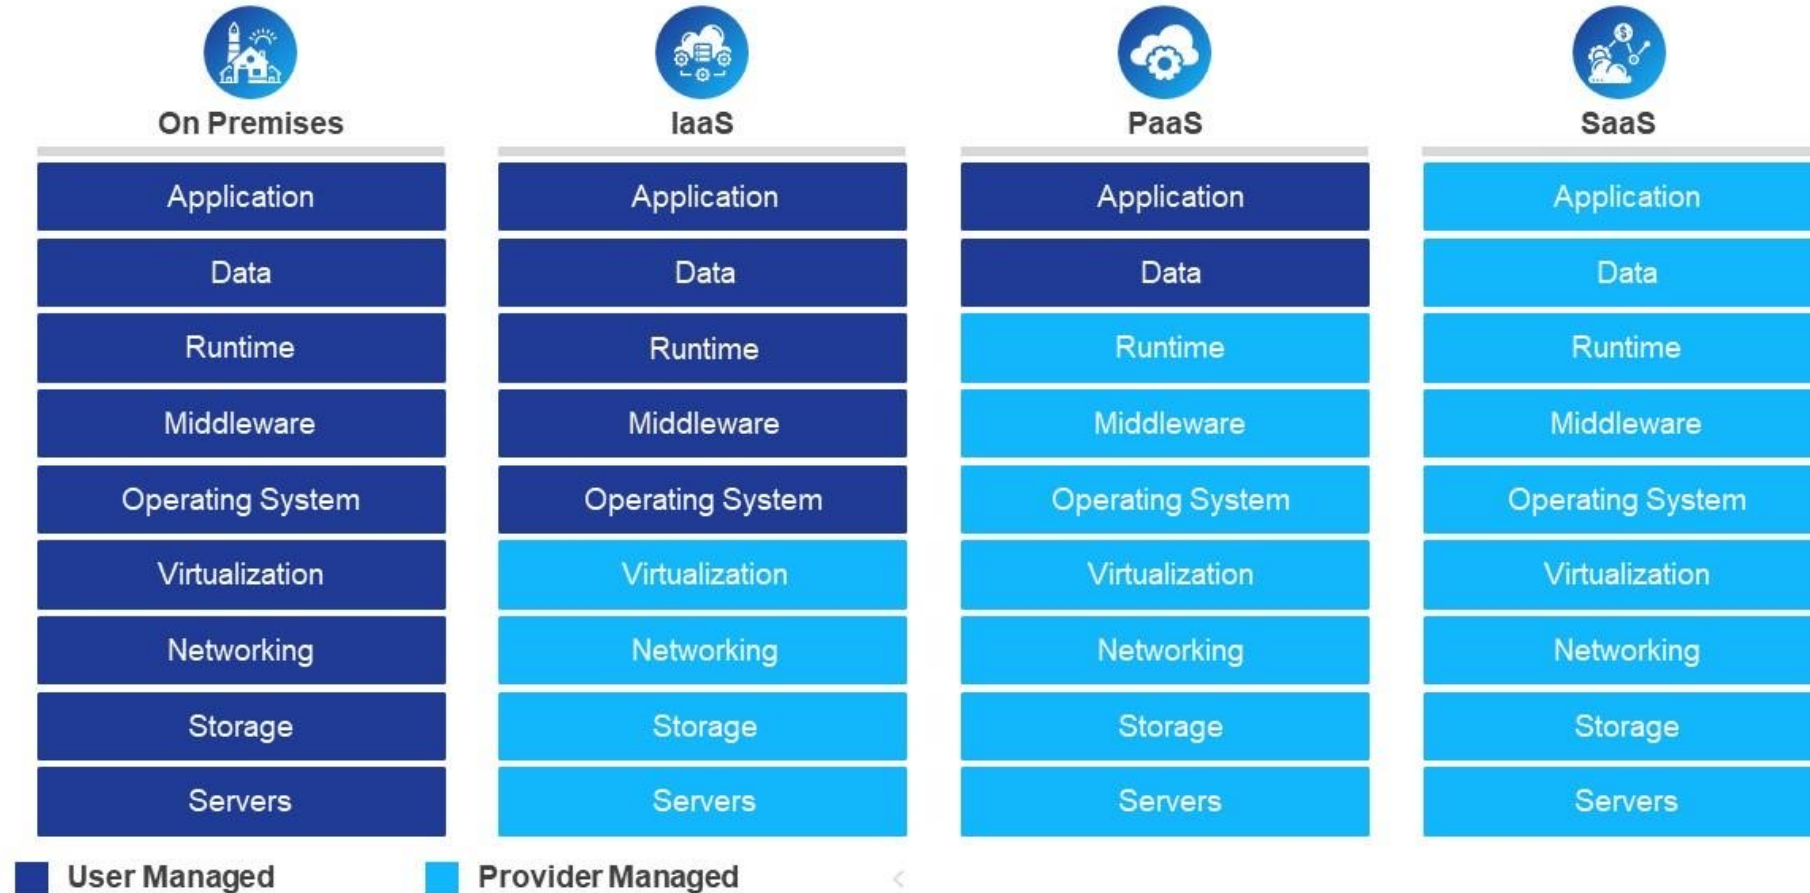 On Premises
IaaS
PaaS
SaaS
Application
Application
Application
Application
Data
Data
Data
Data
Runtime
Runtime
Runtime
Runtime
Middleware
Middleware
Middleware
Middleware
Operating System
Operating System
Operating System
Operating System
Virtualization
Virtualization
Virtualization
Virtualization
Networking
Networking
Networking
Networking
Storage
Storage
Storage
Storage
Servers
Servers
Servers
Servers
User Managed
Provider Managed